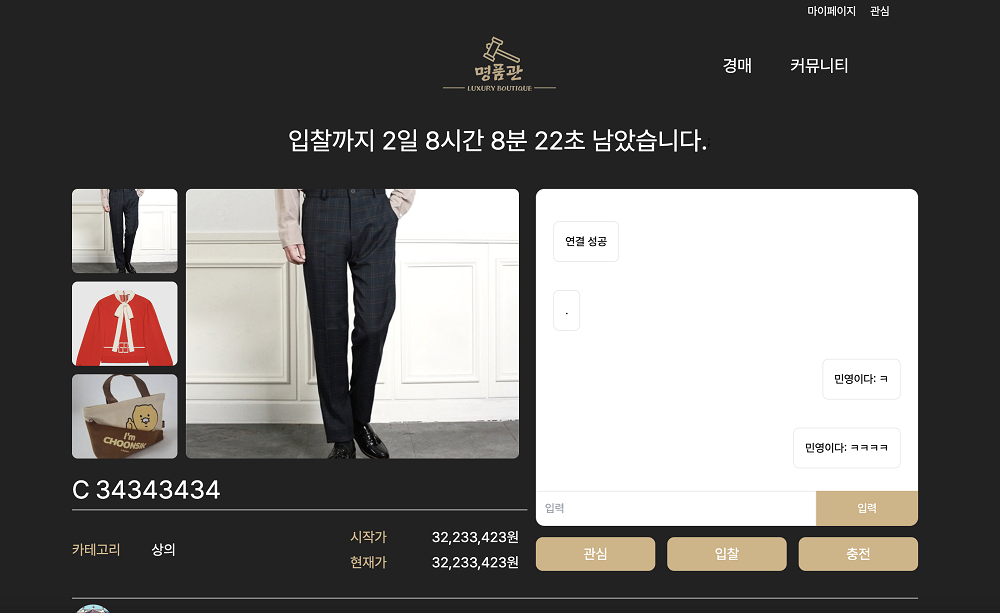 마이페이지 관심
명품관
LUXURY BOUTIQUE
경매 커뮤니티
입찰까지 2일 8시간 8분 22초 남았습니다.
I'm
CHOONSIK
연결 성공
.
민영이다: ㅋ
민영이다: ㅋㅋㅋㅋ
입력 입력
관심 입찰 충전
C 34343434
카테고리 상의
시작가 32,233,423원
현재가 32,233,423원